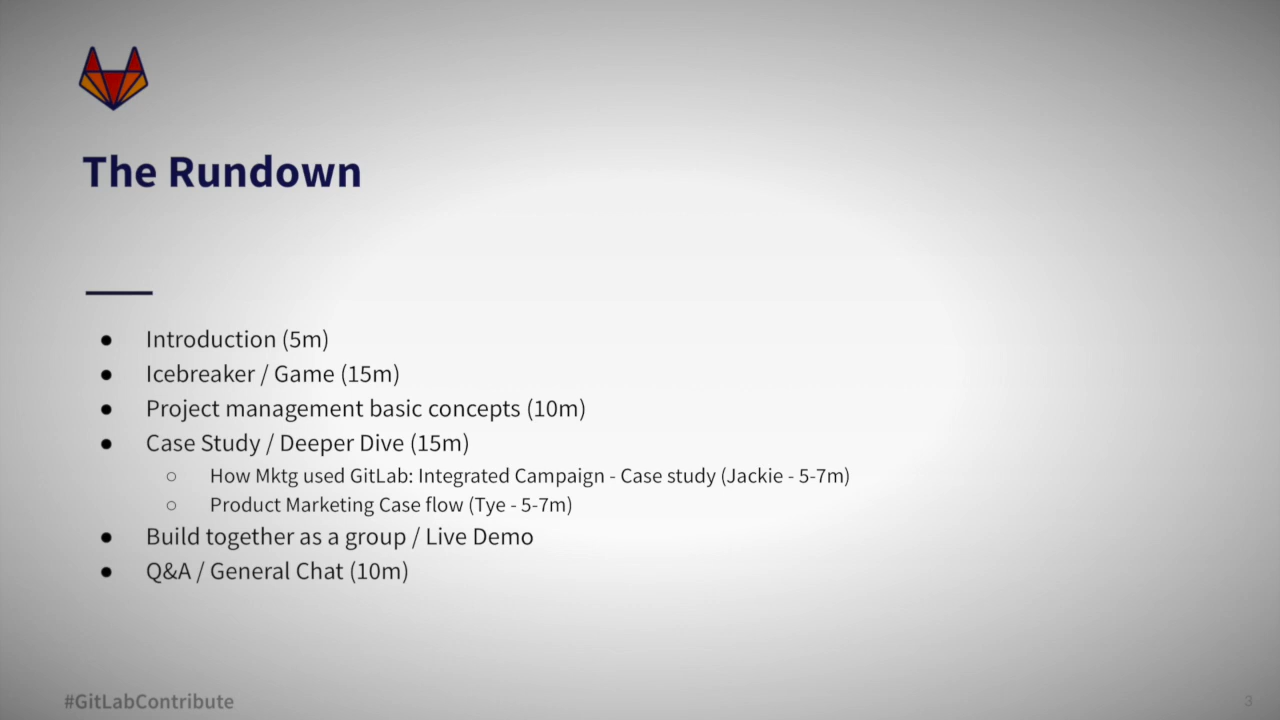 The Rundown
● Introduction (5m)
● Icebreaker / Game (15m)
● Project management basic concepts (10m)
● Case Study / Deeper Dive (15m)
○ How Mktg used GitLab: Integrated Campaign - Case study (Jackie - 5-7m)
○ Product Marketing Case flow (Tye - 5-7m)
● Build together as a group / Live Demo
● Q&A / General Chat (10m)
#GitLabContribute
3